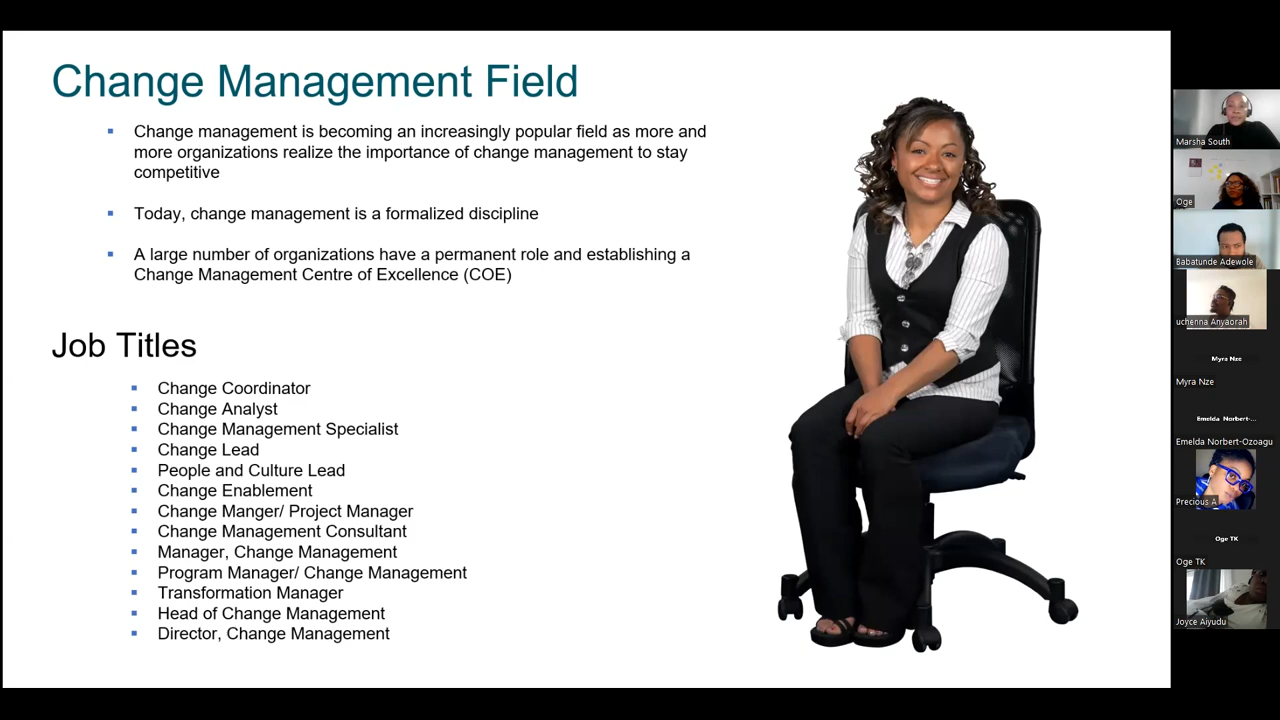 Change Management Field
Change management is becoming an increasingly popular field as more and
more organizations realize the importance of change management to stay
competitive
Today, change management is a formalized discipline
A large number of organizations have a permanent role and establishing a
Change Management Centre of Excellence (COE)
Job Titles
Change Coordinator
Change Analyst
Change Management Specialist
Change Lead
People and Culture Lead
Change Enablement
Change Manger/ Project Manager
Change Management Consultant
Manager, Change Management
Program Manager/ Change Management
Transformation Manager
Head of Change Management
Director, Change Management
Marsha South
Oge
Babatunde Adewole
uchenna Anyaorah
Myra Nze
Myra Nze
Emelda Norbert-...
Emelda Norbert-Ozoagu
Precious A
Oge TK
Oge TK
Joyce Aiyudu